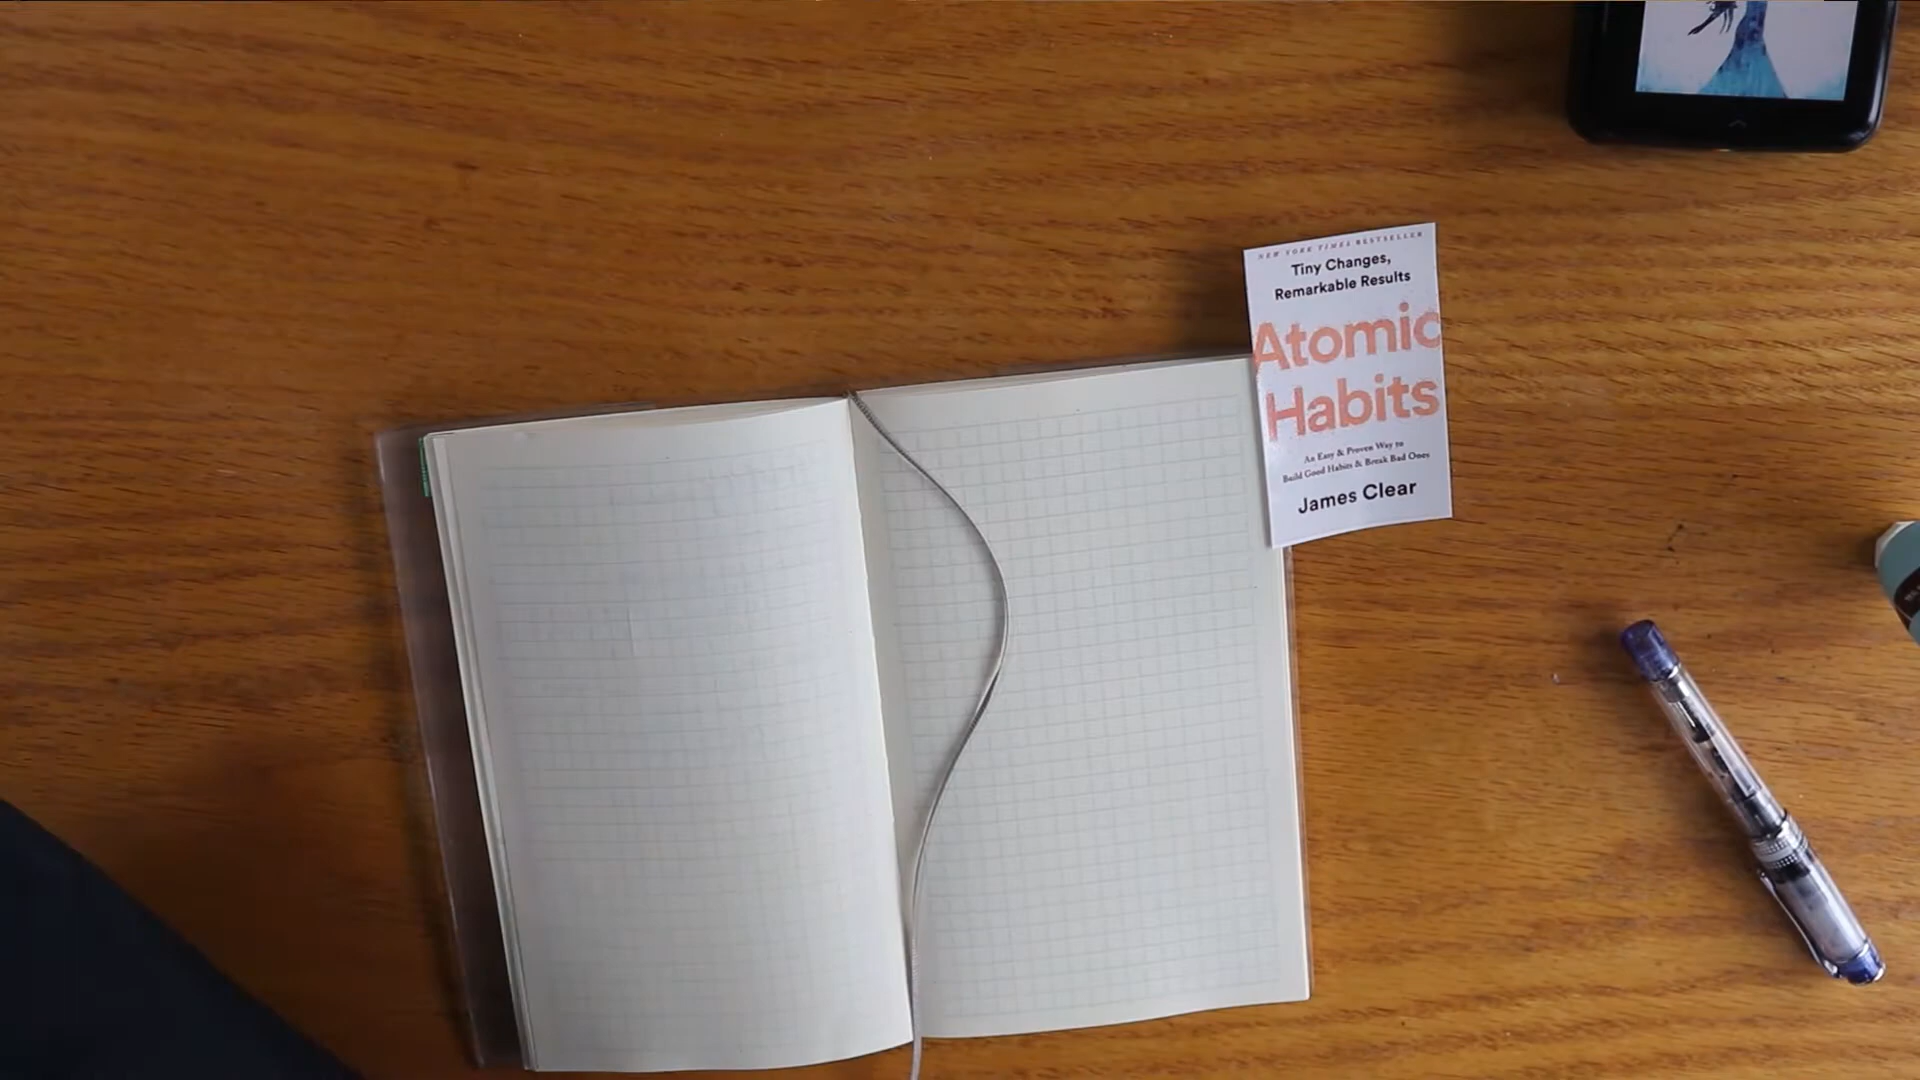 NEW YORK TIMES BESTSELLER
Tiny Changes,
Remarkable Results
Atomic
Habits
An Easy & Proven Way to
Build Good Habits & Break Bad Ones
James Clear